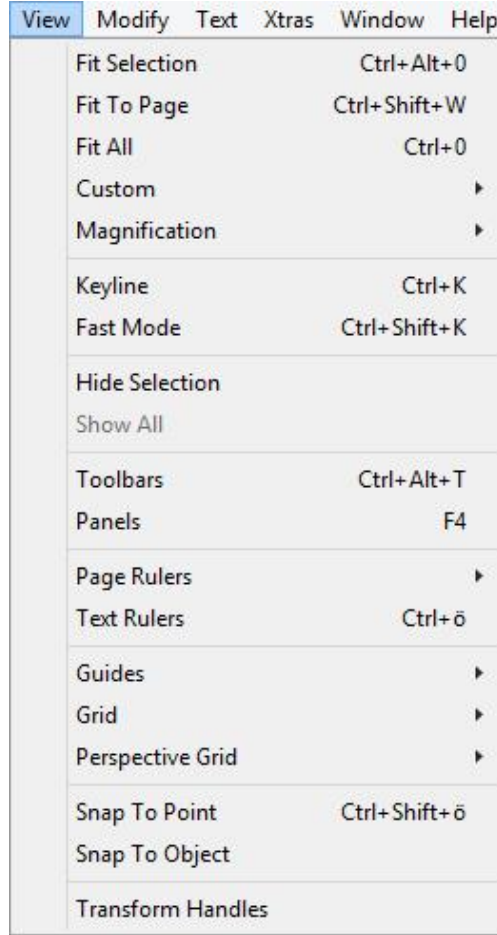 View Modify Text Xtras Window Help
Fit Selection Ctrl+Alt+0
Fit To Page Ctrl+Shift+W
Fit All Ctrl+0
Custom
Magnification
Keyline Ctrl+K
Fast Mode Ctrl+Shift+K
Hide Selection
Show All
Toolbars Ctrl+Alt+T
Panels F4
Page Rulers
Text Rulers Ctrl+ö
Guides
Grid
Perspective Grid
Snap To Point Ctrl+Shift+ö
Snap To Object
Transform Handles